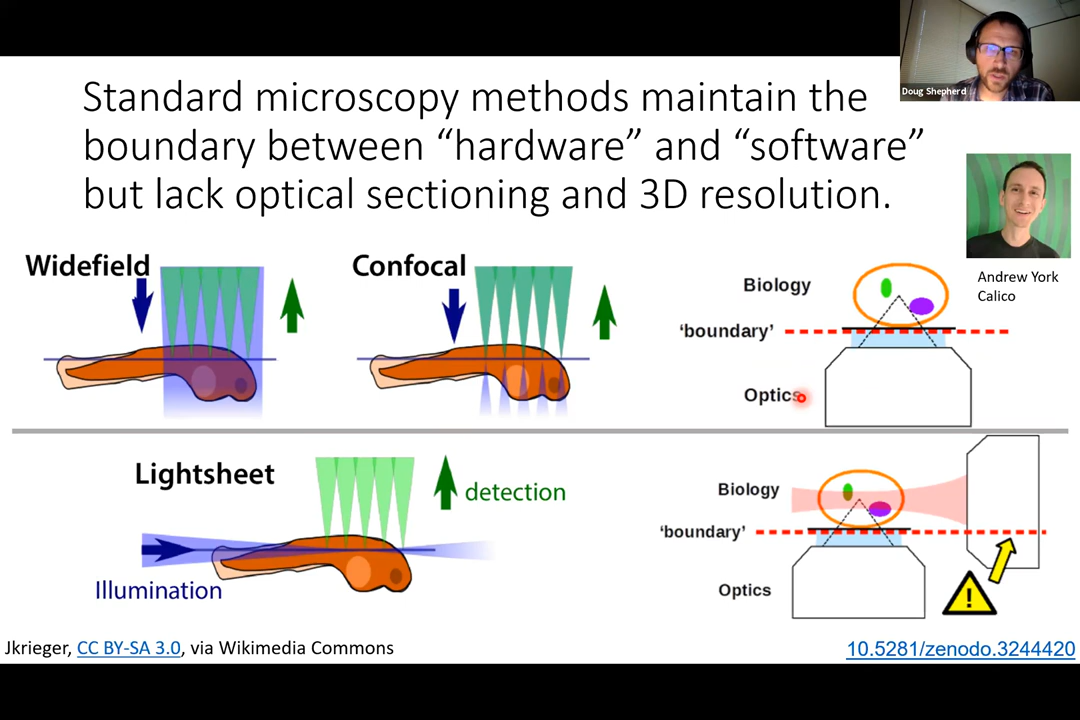 Doug Shepherd
Standard microscopy methods maintain the
boundary between “hardware” and “software”
but lack optical sectioning and 3D resolution.
Andrew York
Calico
Widefield
Confocal
Biology
‘boundary’
Optics
Lightsheet
detection
Illumination
Biology
‘boundary’
Optics
!
Jkrieger, CC BY-SA 3.0, via Wikimedia Commons
10.5281/zenodo.3244420